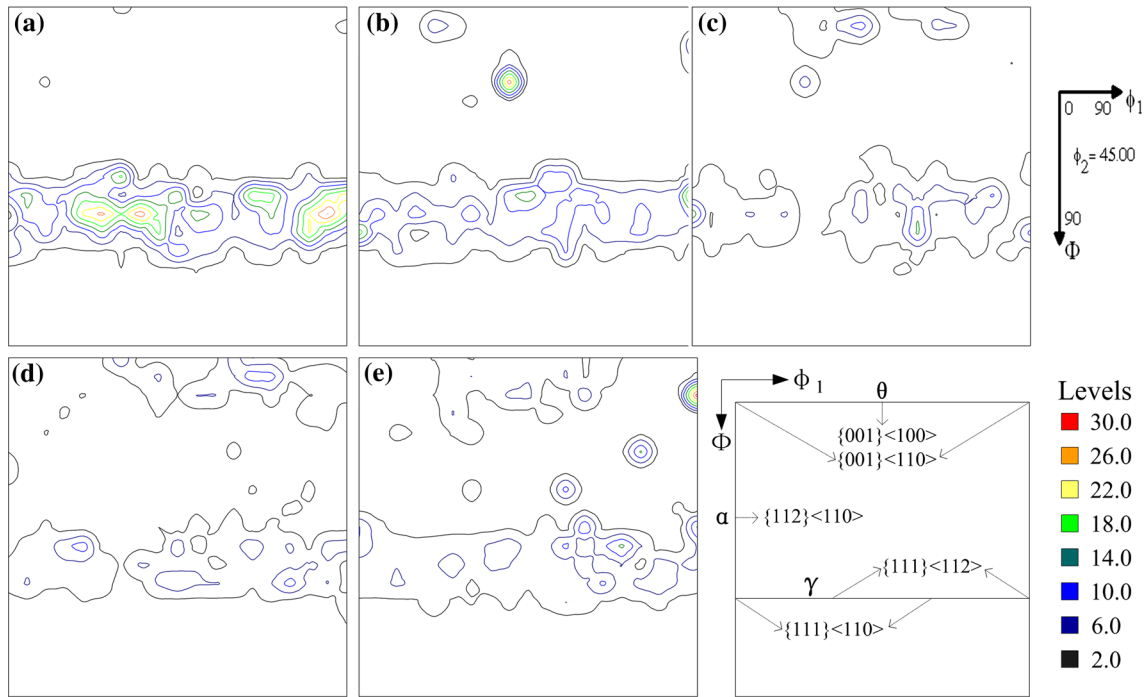 (a)
(b)
(c)
0 90 ϕ1
ϕ2 = 45.00
90
Φ
(d)
(e)
ϕ1
Φ
θ
{001}<100>
{001}<110>
α
{112}<110>
{111}<112>
γ
{111}<110>
Levels
30.0
26.0
22.0
18.0
14.0
10.0
6.0
2.0